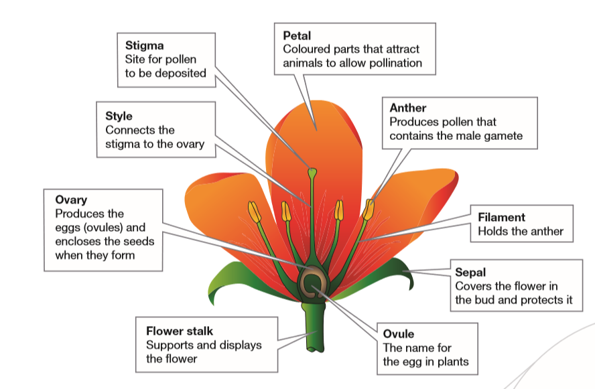 Petal
Coloured parts that attract
animals to allow pollination
Stigma
Site for pollen
to be deposited
Anther
Produces pollen that
contains the male gamete
Style
Connects the
stigma to the ovary
Ovary
Produces the
eggs (ovules) and
encloses the seeds
when they form
Filament
Holds the anther
Sepal
Covers the flower in
the bud and protects it
Flower stalk
Supports and displays
the flower
Ovule
The name for
the egg in plants